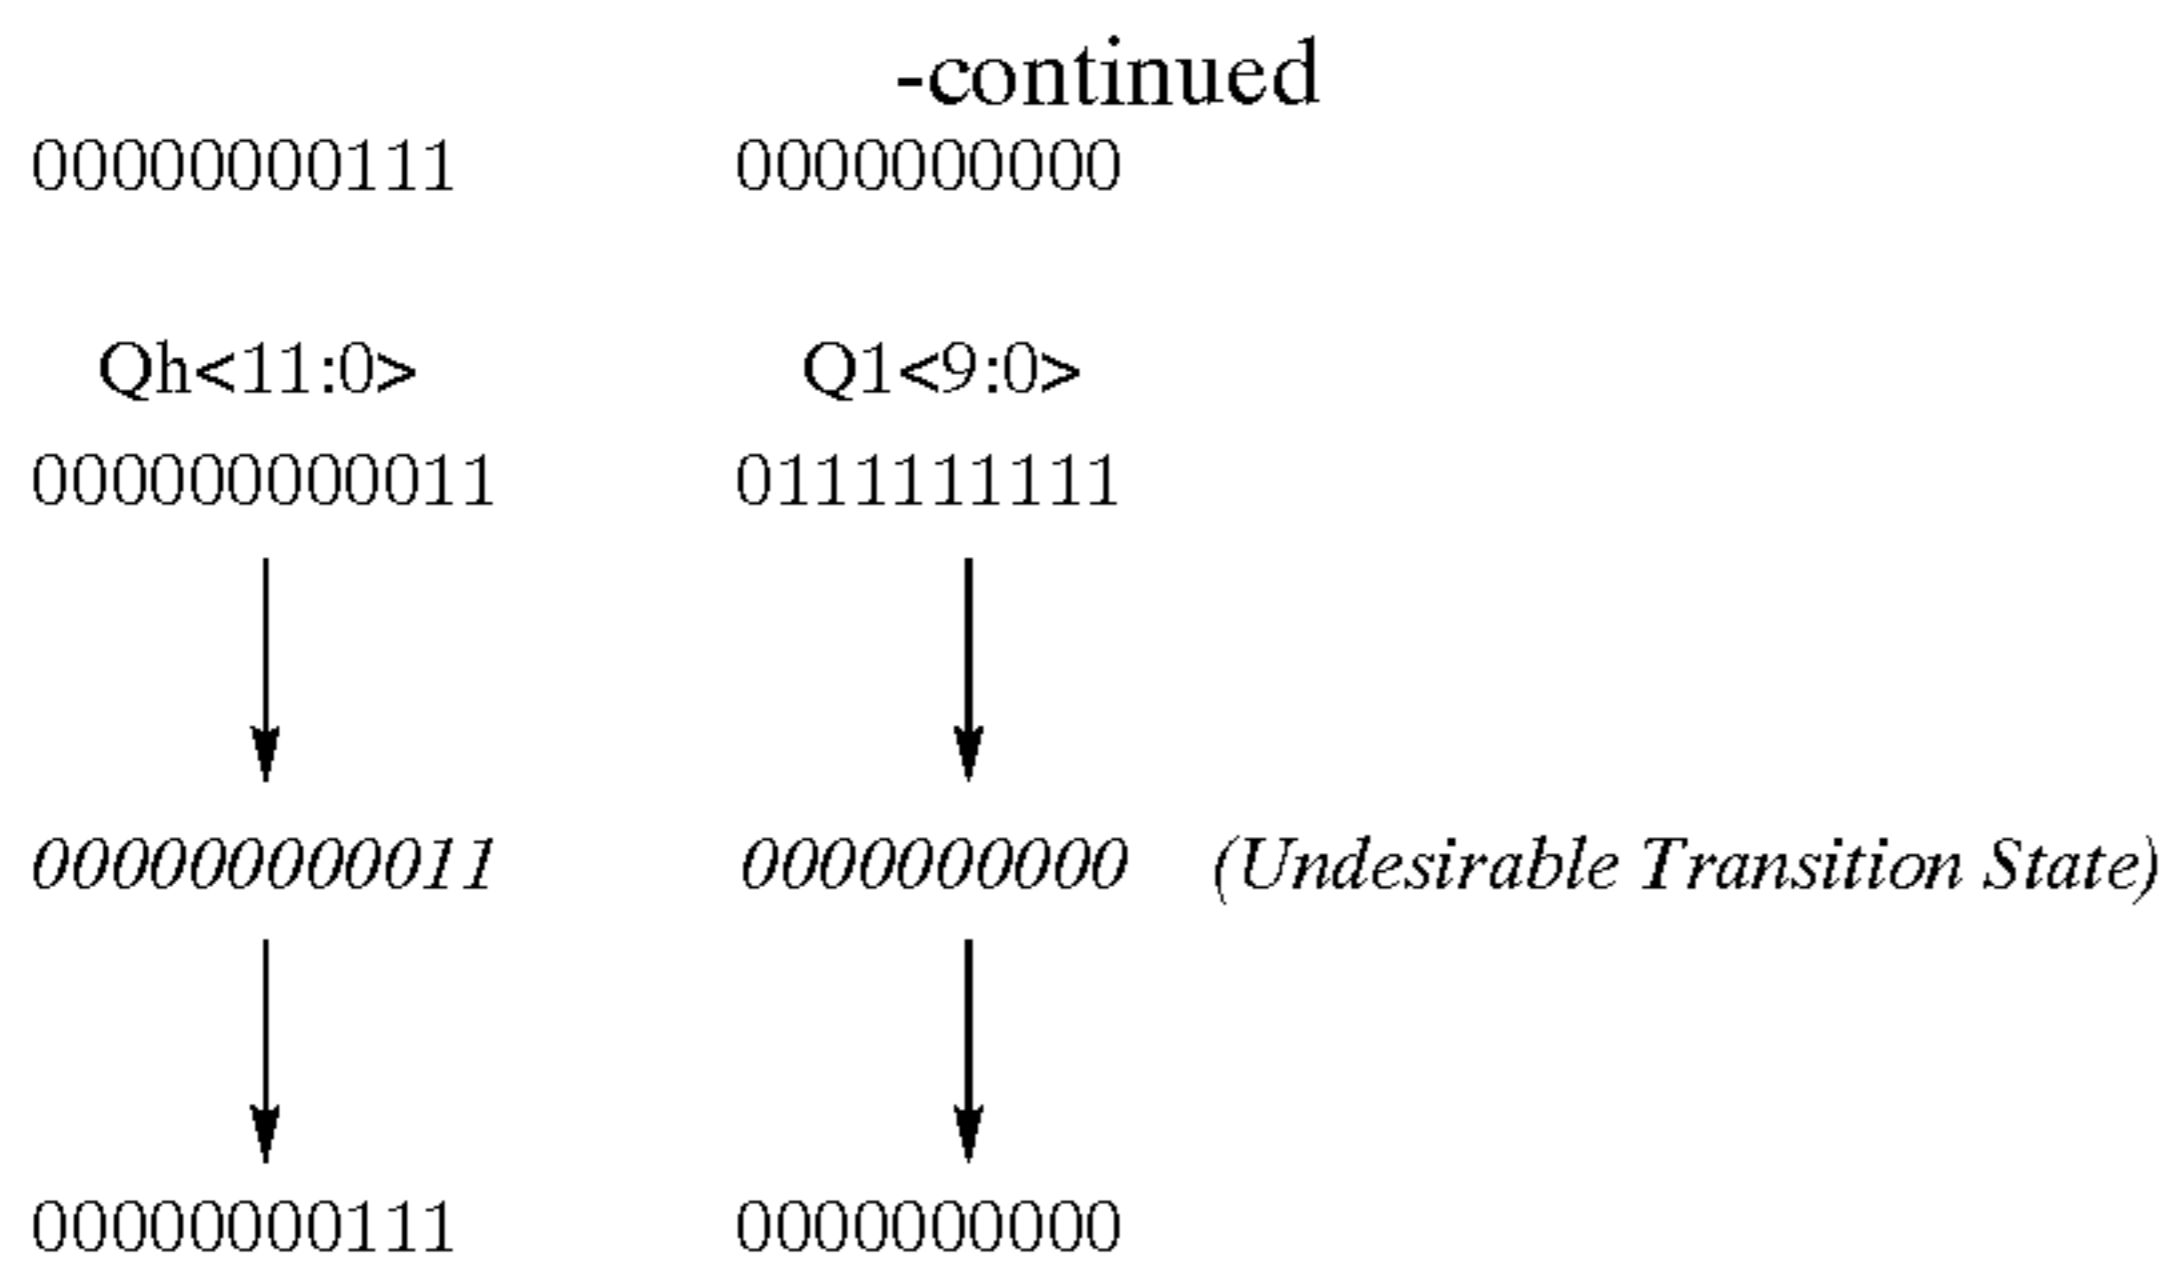 -continued
00000000111 0000000000
Qh<11:0> Q1<9:0>
000000000011 0111111111
000000000011 0000000000 (Undesirable Transition State)
00000000111 0000000000